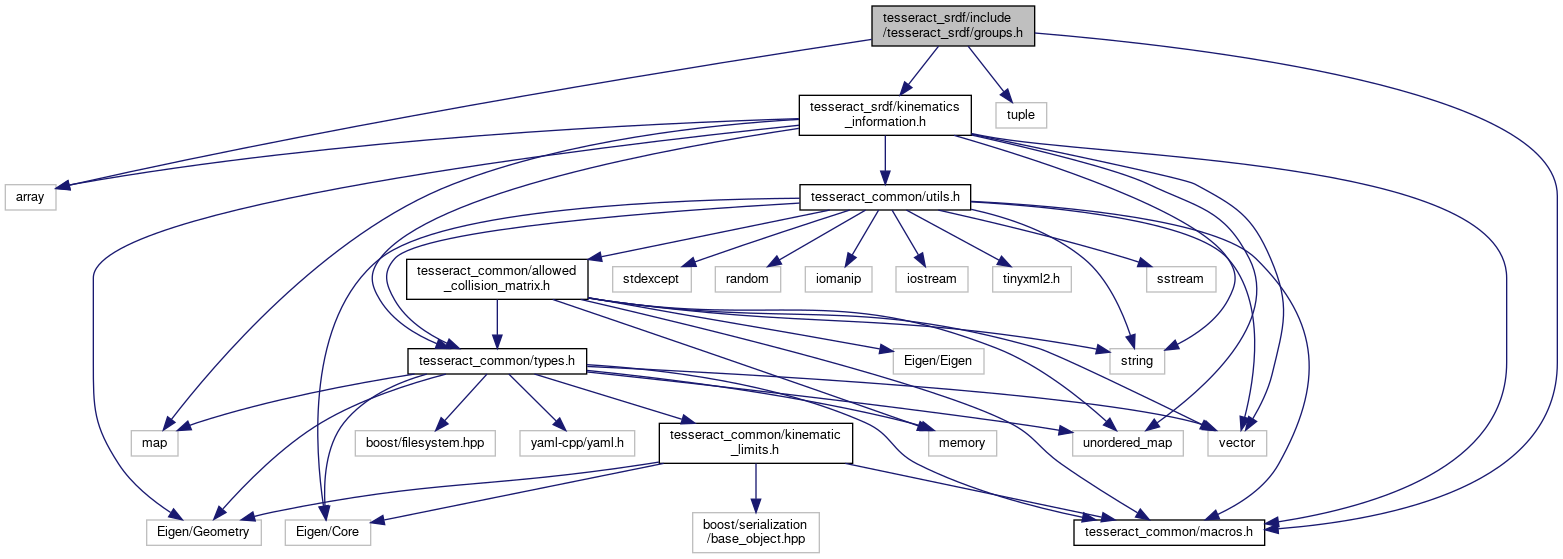 tesseract_srdf/include
/tesseract_srdf/groups.h
tesseract_srdf/kinematics
_information.h
tuple
array
tesseract_common/utils.h
tesseract_common/allowed
_collision_matrix.h
stdexcept
random
iomanip
iostream
tinyxml2.h
sstream
tesseract_common/types.h
Eigen/Eigen
string
map
boost/filesystem.hpp
yaml-cpp/yaml.h
tesseract_common/kinematic
_limits.h
memory
unordered_map
vector
Eigen/Geometry
Eigen/Core
boost/serialization
/base_object.hpp
tesseract_common/macros.h